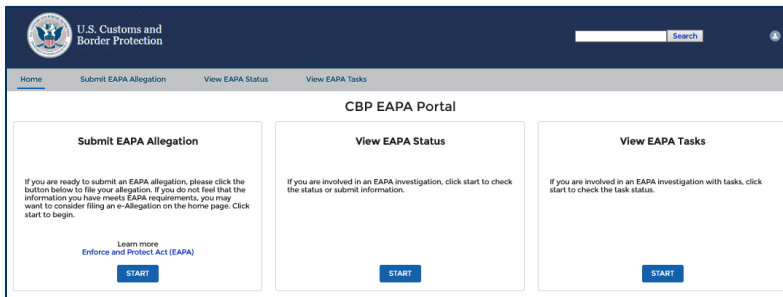 U.S. Customs and
Border Protection
Search
Home
Submit EAPA Allegation
View EAPA Status
View EAPA Tasks
CBP EAPA Portal
Submit EAPA Allegation
If you are ready to submit an EAPA allegation, please click the
button below to file your allegation. If you do not feel that the
information you have meets EAPA requirements, you may
want to consider filing an e-Allegation on the home page. Click
start to begin.
Learn more
Enforce and Protect Act (EAPA)
START
View EAPA Status
If you are involved in an EAPA investigation, click start to check
the status or submit information.
START
View EAPA Tasks
If you are involved in an EAPA investigation with tasks, click
start to check the task status.
START